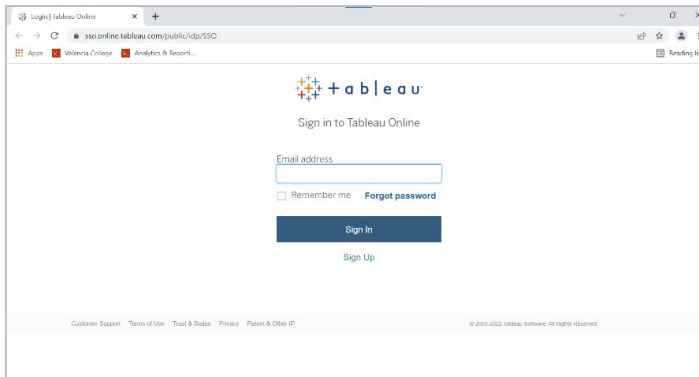 Login | Tableau Online
sso.online.tableau.com/public/idp/SSO
Apps Valencia College Analytics & Reporti... Reading li
+ableau
Sign in to Tableau Online
Email address
Remember me Forgot password
Sign In
Sign Up
Customer Support Terms of Use Trust & Status Privacy Patent & Other IP © 2003-2022 Tableau Software. All Rights Reserved